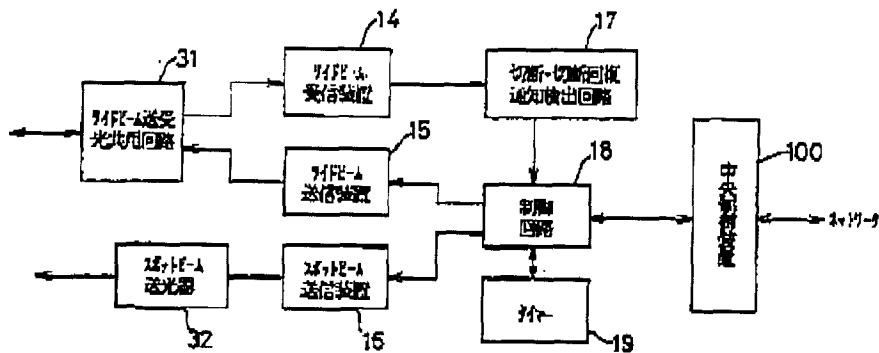 31
ワイドビーム送受
光共用回路
14
ワイドビーム
受信装置
17
切断・切断回復
通知検出回路
15
ワイドビーム
送信装置
18
制御
回路
100
中央制御装置
ネットワーク
スポットビーム
送光器
32
スポットビーム
送信装置
16
タイマー
19